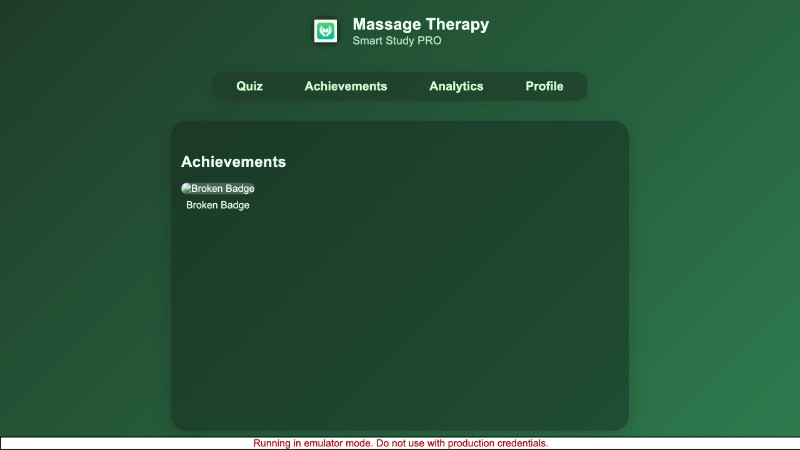 Massage Therapy
Smart Study PRO
Quiz Achievements Analytics Profile
Achievements
Broken Badge
Broken Badge
Running in emulator mode. Do not use with production credentials.